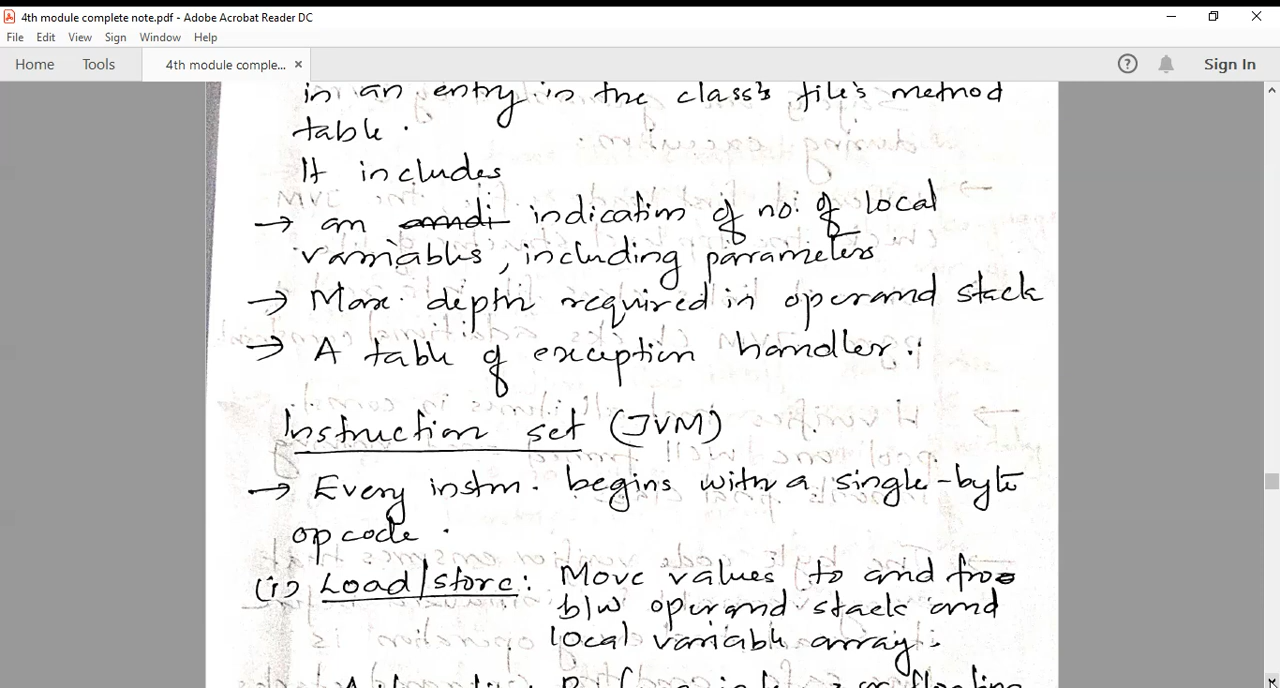 4th module complete note.pdf - Adobe Acrobat Reader DC
File Edit View Sign Window Help
Home Tools 4th module comple... × Sign In
in an entry in the class's file's method
table.
It includes
→ an indication of no. of local
variables, including parameters
→ Max. depth required in operand stack
→ A table of exception handler.
Instruction set (JVM)
→ Every instrn. begins with a single-byte
opcode.
(i) Load/store: Move values to and fro
b/w operand stack and
local variable array.